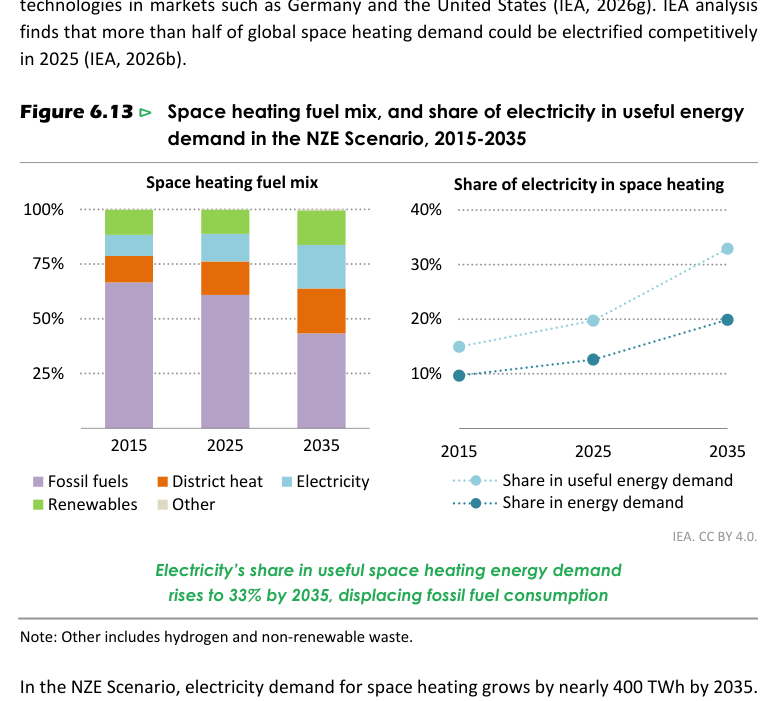 technologies in markets such as Germany and the United States (IEA, 2026g). IEA analysis
finds that more than half of global space heating demand could be electrified competitively
in 2025 (IEA, 2026b).
Figure 6.13 ▻ Space heating fuel mix, and share of electricity in useful energy
demand in the NZE Scenario, 2015-2035
Space heating fuel mix
100%
75%
50%
25%
2015 2025 2035
Fossil fuels District heat Electricity
Renewables Other
Share of electricity in space heating
40%
30%
20%
10%
2015 2025 2035
Share in useful energy demand
Share in energy demand
IEA. CC BY 4.0.
Electricity's share in useful space heating energy demand
rises to 33% by 2035, displacing fossil fuel consumption
Note: Other includes hydrogen and non-renewable waste.
In the NZE Scenario, electricity demand for space heating grows by nearly 400 TWh by 2035.